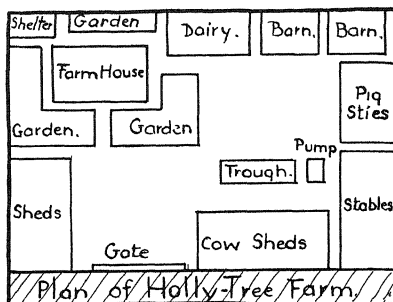 Shelter
Garden
Dairy.
Barn.
Barn.
Farm House
Pig
Sties
Garden.
Garden
Pump
Trough.
Sheds
Stables
Gate
Cow Sheds
Plan of Holly-Tree Farm.